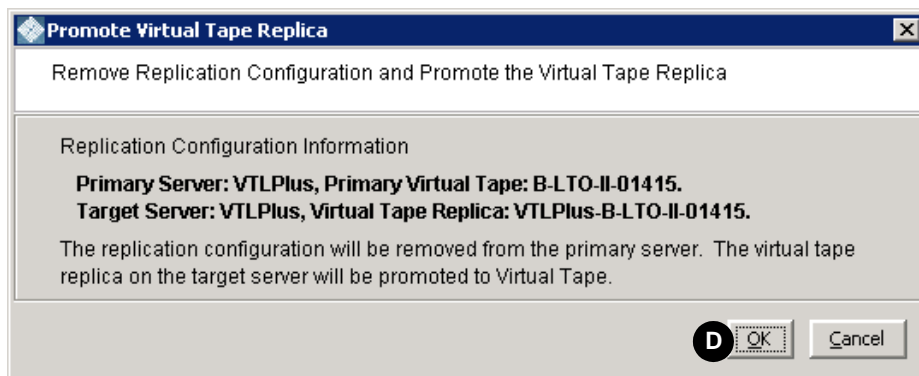 Promote Virtual Tape Replica
Remove Replication Configuration and Promote the Virtual Tape Replica
Replication Configuration Information
Primary Server: VTLPlus, Primary Virtual Tape: B-LTO-II-01415.
Target Server: VTLPlus, Virtual Tape Replica: VTLPlus-B-LTO-II-01415.
The replication configuration will be removed from the primary server. The virtual tape
replica on the target server will be promoted to Virtual Tape.
D OK Cancel